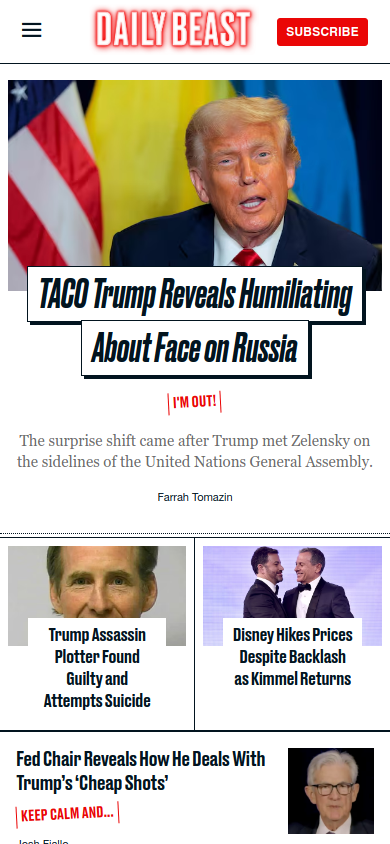 DAILY BEAST
SUBSCRIBE
TACO Trump Reveals Humiliating
About Face on Russia
I'M OUT!
The surprise shift came after Trump met Zelensky on
the sidelines of the United Nations General Assembly.
Farrah Tomazin
Trump Assassin
Plotter Found
Guilty and
Attempts Suicide
Disney Hikes Prices
Despite Backlash
as Kimmel Returns
Fed Chair Reveals How He Deals With
Trump’s ‘Cheap Shots’
KEEP CALM AND...
Josh Fiallo